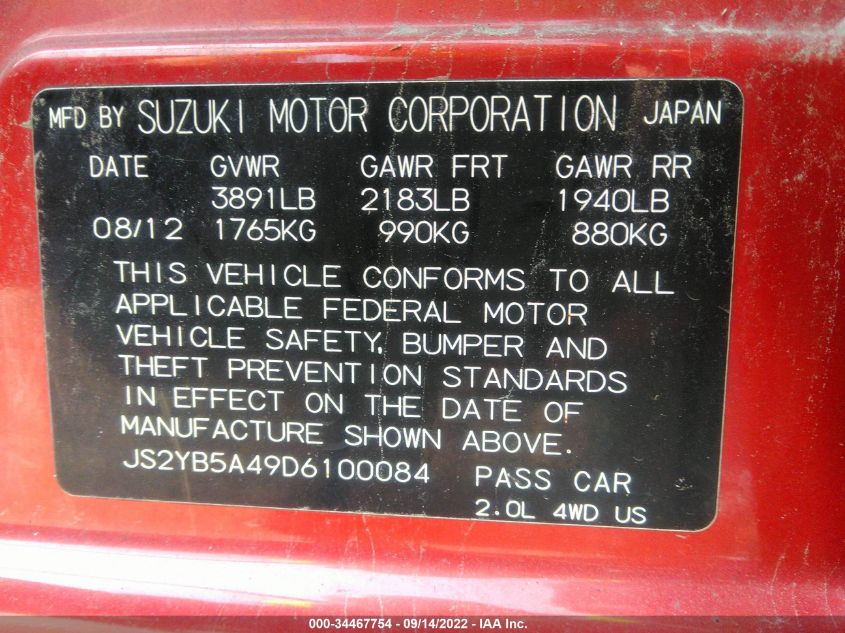 MFD BY SUZUKI MOTOR CORPORATION JAPAN
DATE GVWR GAWR FRT GAWR RR
3891LB 2183LB 1940LB
08/12 1765KG 990KG 880KG
THIS VEHICLE CONFORMS TO ALL
APPLICABLE FEDERAL MOTOR
VEHICLE SAFETY, BUMPER AND
THEFT PREVENTION STANDARDS
IN EFFECT ON THE DATE OF
MANUFACTURE SHOWN ABOVE.
JS2YB5A49D6100084 PASS CAR
2.0L 4WD US
000-34467754 - 09/14/2022 - IAA Inc.